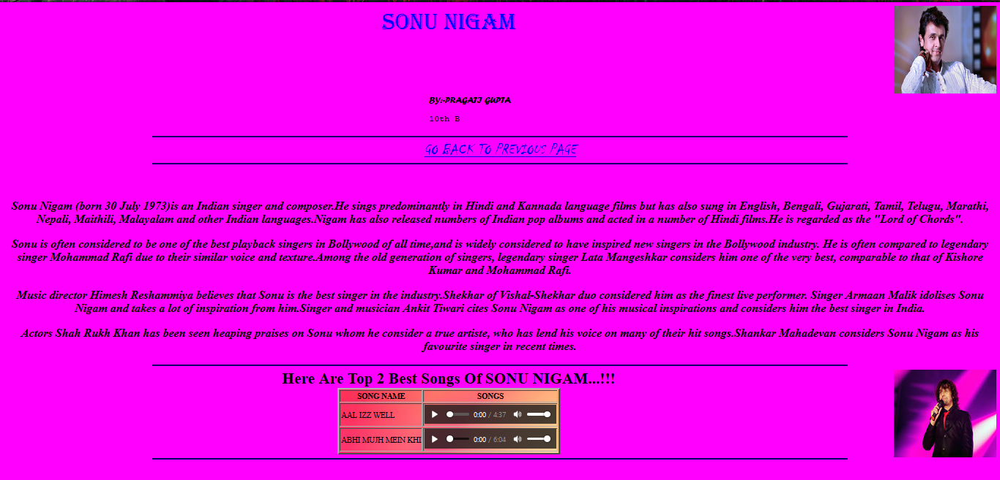 SONU NIGAM
BY:-PRAGATI GUPTA
10th B
GO BACK TO PREVIOUS PAGE
Sonu Nigam (born 30 July 1973)is an Indian singer and composer.He sings predominantly in Hindi and Kannada language films but has also sung in English, Bengali, Gujarati, Tamil, Telugu, Marathi,
Nepali, Maithili, Malayalam and other Indian languages.Nigam has also released numbers of Indian pop albums and acted in a number of Hindi films.He is regarded as the "Lord of Chords".
Sonu is often considered to be one of the best playback singers in Bollywood of all time,and is widely considered to have inspired new singers in the Bollywood industry. He is often compared to legendary
singer Mohammad Rafi due to their similar voice and texture.Among the old generation of singers, legendary singer Lata Mangeshkar considers him one of the very best, comparable to that of Kishore
Kumar and Mohammad Rafi.
Music director Himesh Reshammiya believes that Sonu is the best singer in the industry.Shekhar of Vishal-Shekhar duo considered him as the finest live performer. Singer Armaan Malik idolises Sonu
Nigam and takes a lot of inspiration from him.Singer and musician Ankit Tiwari cites Sonu Nigam as one of his musical inspirations and considers him the best singer in India.
Actors Shah Rukh Khan has been seen heaping praises on Sonu whom he consider a true artiste, who has lend his voice on many of their hit songs.Shankar Mahadevan considers Sonu Nigam as his
favourite singer in recent times.
Here Are Top 2 Best Songs Of SONU NIGAM...!!!
SONG NAME SONGS
AAL IZZ WELL 0:00 / 4:37
ABHI MUJH MEIN KHI 0:00 / 6:04